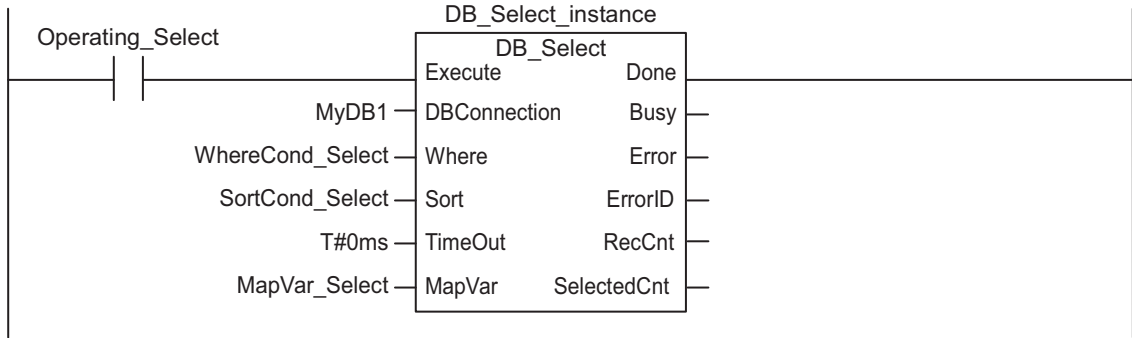 DB_Select_instance
Operating_Select
DB_Select
Execute Done
MyDB1 DBConnection Busy
WhereCond_Select Where Error
SortCond_Select Sort ErrorID
T#0ms TimeOut RecCnt
MapVar_Select MapVar SelectedCnt